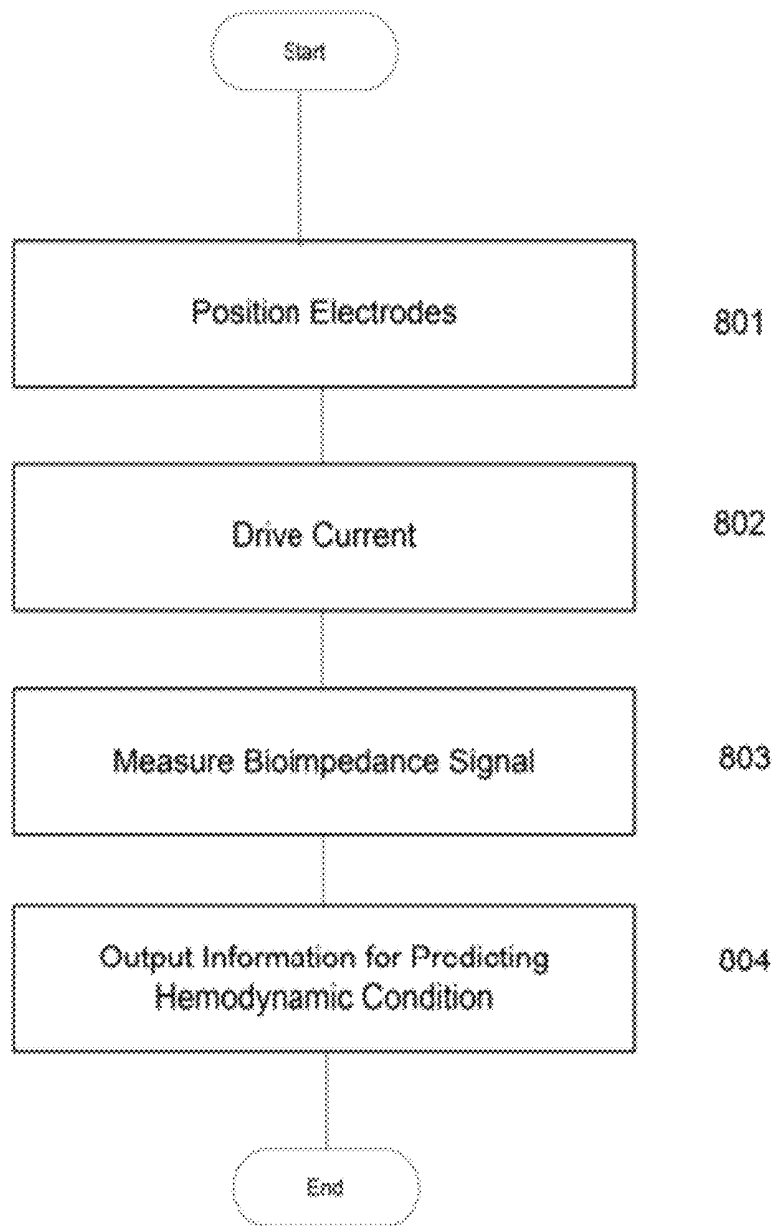 Start
Position Electrodes
801
Drive Current
802
Measure Bioimpedance Signal
803
Output Information for Predicting
Hemodynamic Condition
804
End